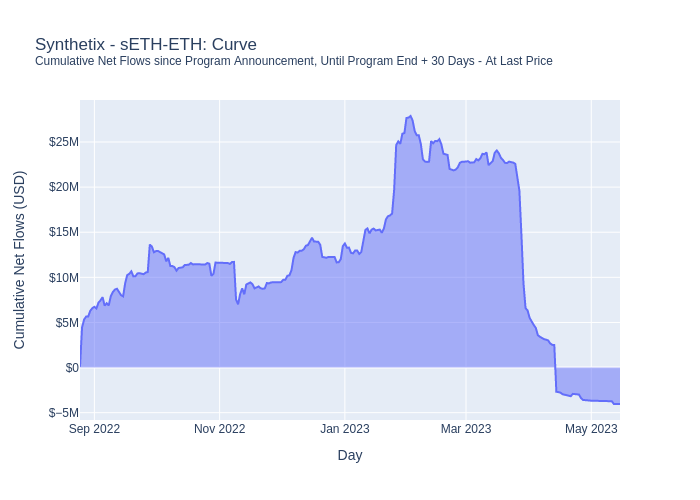 Synthetix - sETH-ETH: Curve
Cumulative Net Flows since Program Announcement, Until Program End + 30 Days - At Last Price
Cumulative Net Flows (USD)
$25M
$20M
$15M
$10M
$5M
$0
$−5M
Sep 2022
Nov 2022
Jan 2023
Mar 2023
May 2023
Day